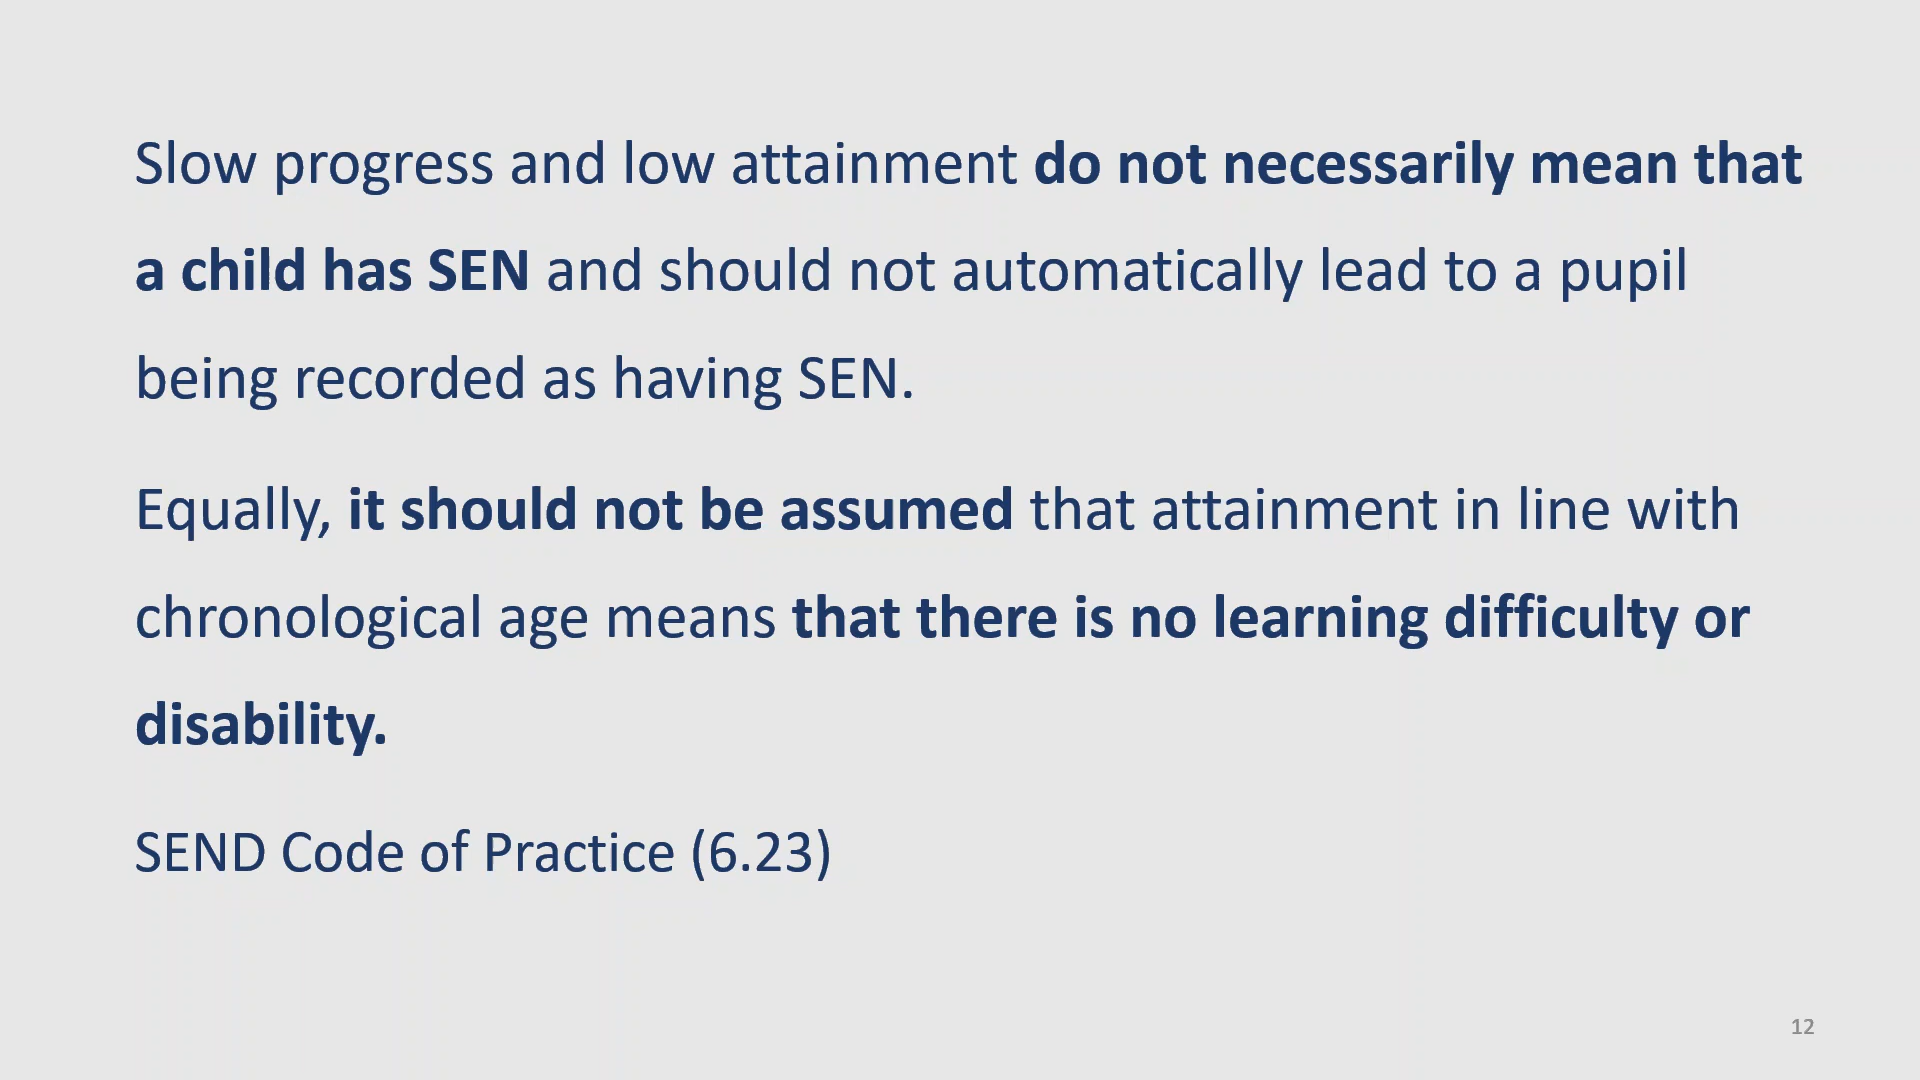 Slow progress and low attainment do not necessarily mean that
a child has SEN and should not automatically lead to a pupil
being recorded as having SEN.
Equally, it should not be assumed that attainment in line with
chronological age means that there is no learning difficulty or
disability.
SEND Code of Practice (6.23)
12